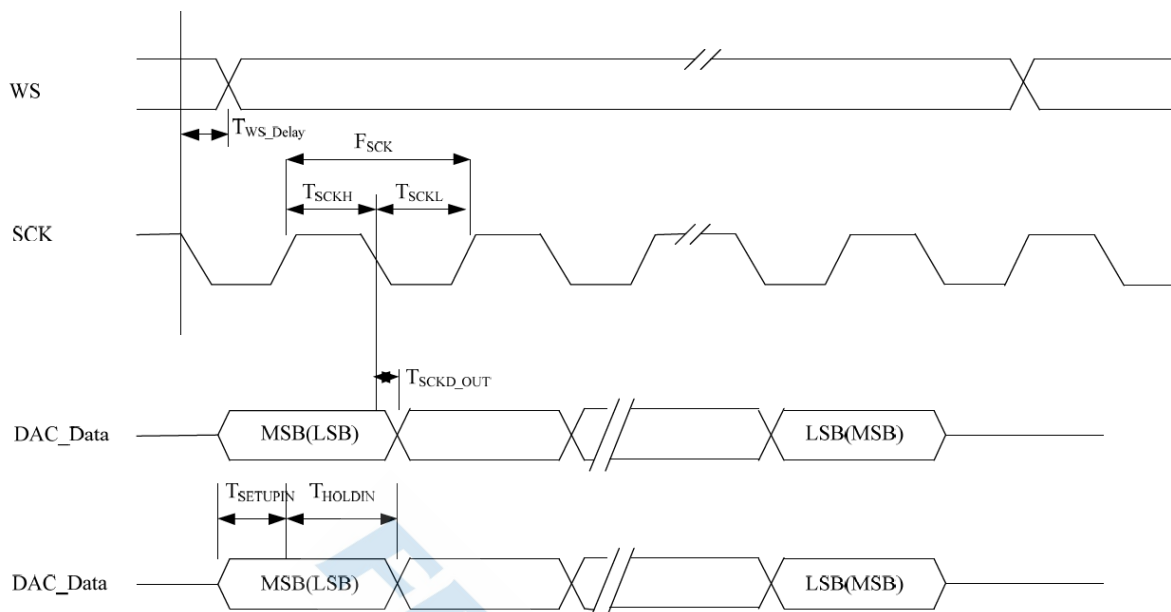 WS
T_WS_Delay
F_SCK
T_SCKH T_SCKL
SCK
T_SCKD_OUT
DAC_Data MSB(LSB) LSB(MSB)
T_SETUPIN T_HOLDIN
DAC_Data MSB(LSB) LSB(MSB)